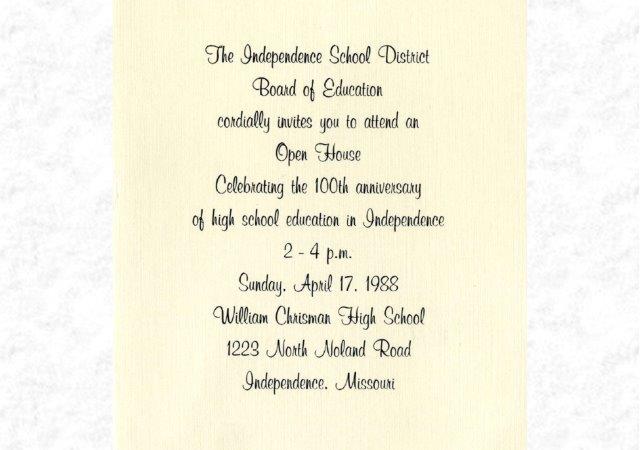 The Independence School District
Board of Education
cordially invites you to attend an
Open House
Celebrating the 100th anniversary
of high school education in Independence
2 - 4 p.m.
Sunday, April 17, 1988
William Chrisman High School
1223 North Noland Road
Independence, Missouri